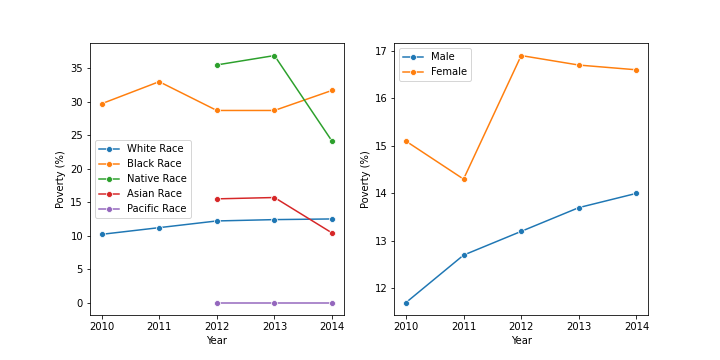 35
30
25
20
15
10
5
0
Poverty (%)
2010 2011 2012 2013 2014
Year
White Race
Black Race
Native Race
Asian Race
Pacific Race
17
16
15
14
13
12
Poverty (%)
2010 2011 2012 2013 2014
Year
Male
Female